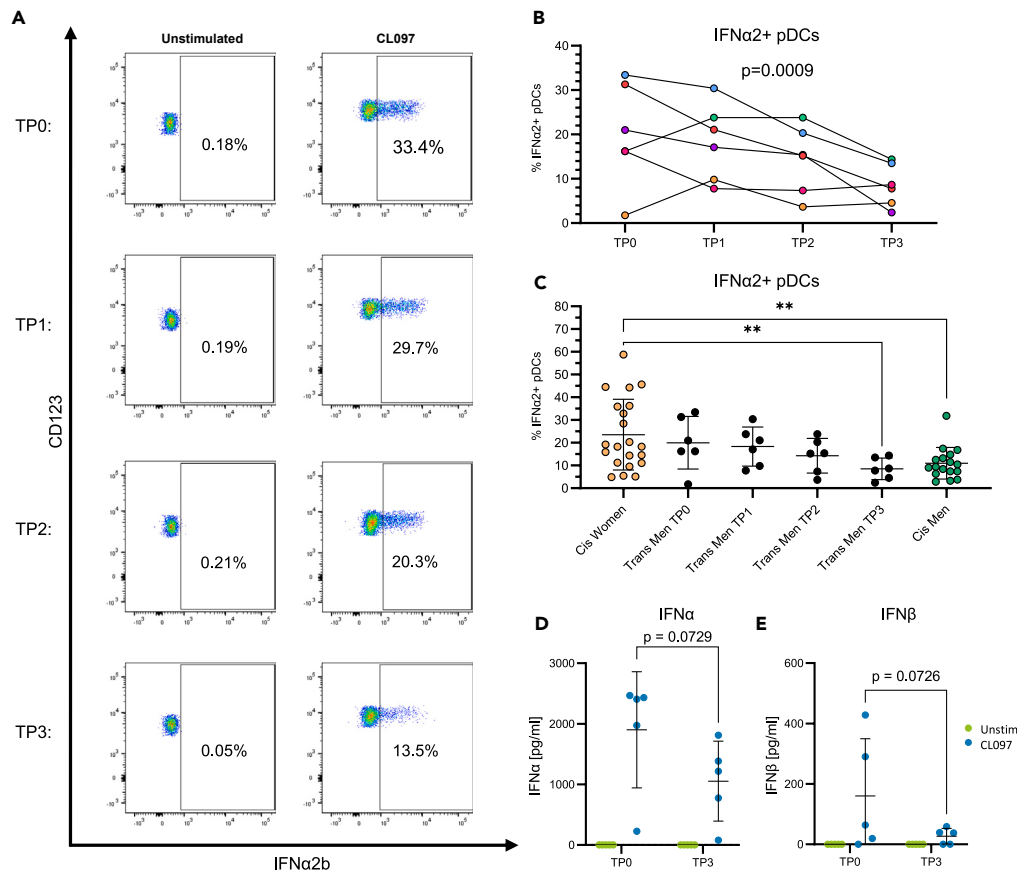 A
Unstimulated
CL097
TP0:
0.18%
33.4%
TP1:
0.19%
29.7%
TP2:
0.21%
20.3%
TP3:
0.05%
13.5%
CD123
IFNα2b
B
IFNα2+ pDCs
p=0.0009
% IFNα2+ pDCs
40
30
20
10
0
TP0 TP1 TP2 TP3
C
IFNα2+ pDCs
**
**
% IFNα2+ pDCs
80
70
60
50
40
30
20
10
0
Cis Women
Trans Men TP0
Trans Men TP1
Trans Men TP2
Trans Men TP3
Cis Men
D
IFNα
p = 0.0729
IFNα [pg/ml]
3000
2000
1000
0
TP0 TP3
E
IFNβ
p = 0.0726
IFNβ [pg/ml]
600
400
200
0
TP0 TP3
Unstim
CL097